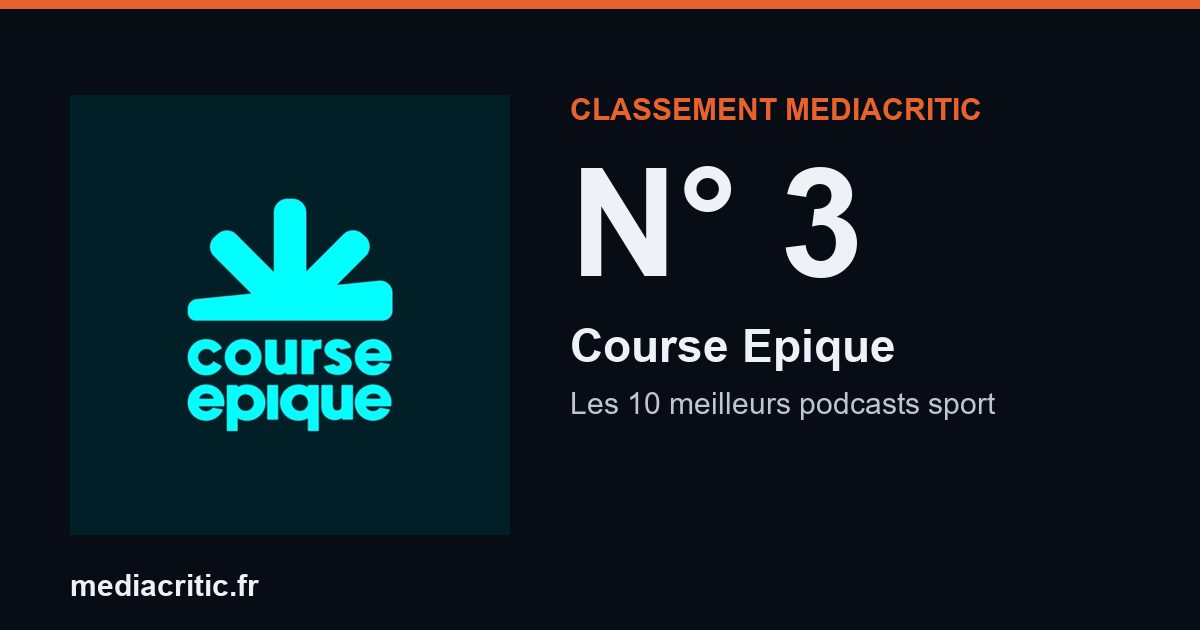 CLASSEMENT MEDIACRITIC
N° 3
Course Epique
Les 10 meilleurs podcasts sport
course
epique
mediacritic.fr